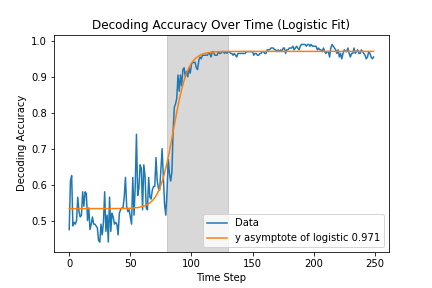 Decoding Accuracy Over Time (Logistic Fit)
1.0
0.9
0.8
0.7
0.6
0.5
Decoding Accuracy
Data
y asymptote of logistic 0.971
0 50 100 150 200 250
Time Step